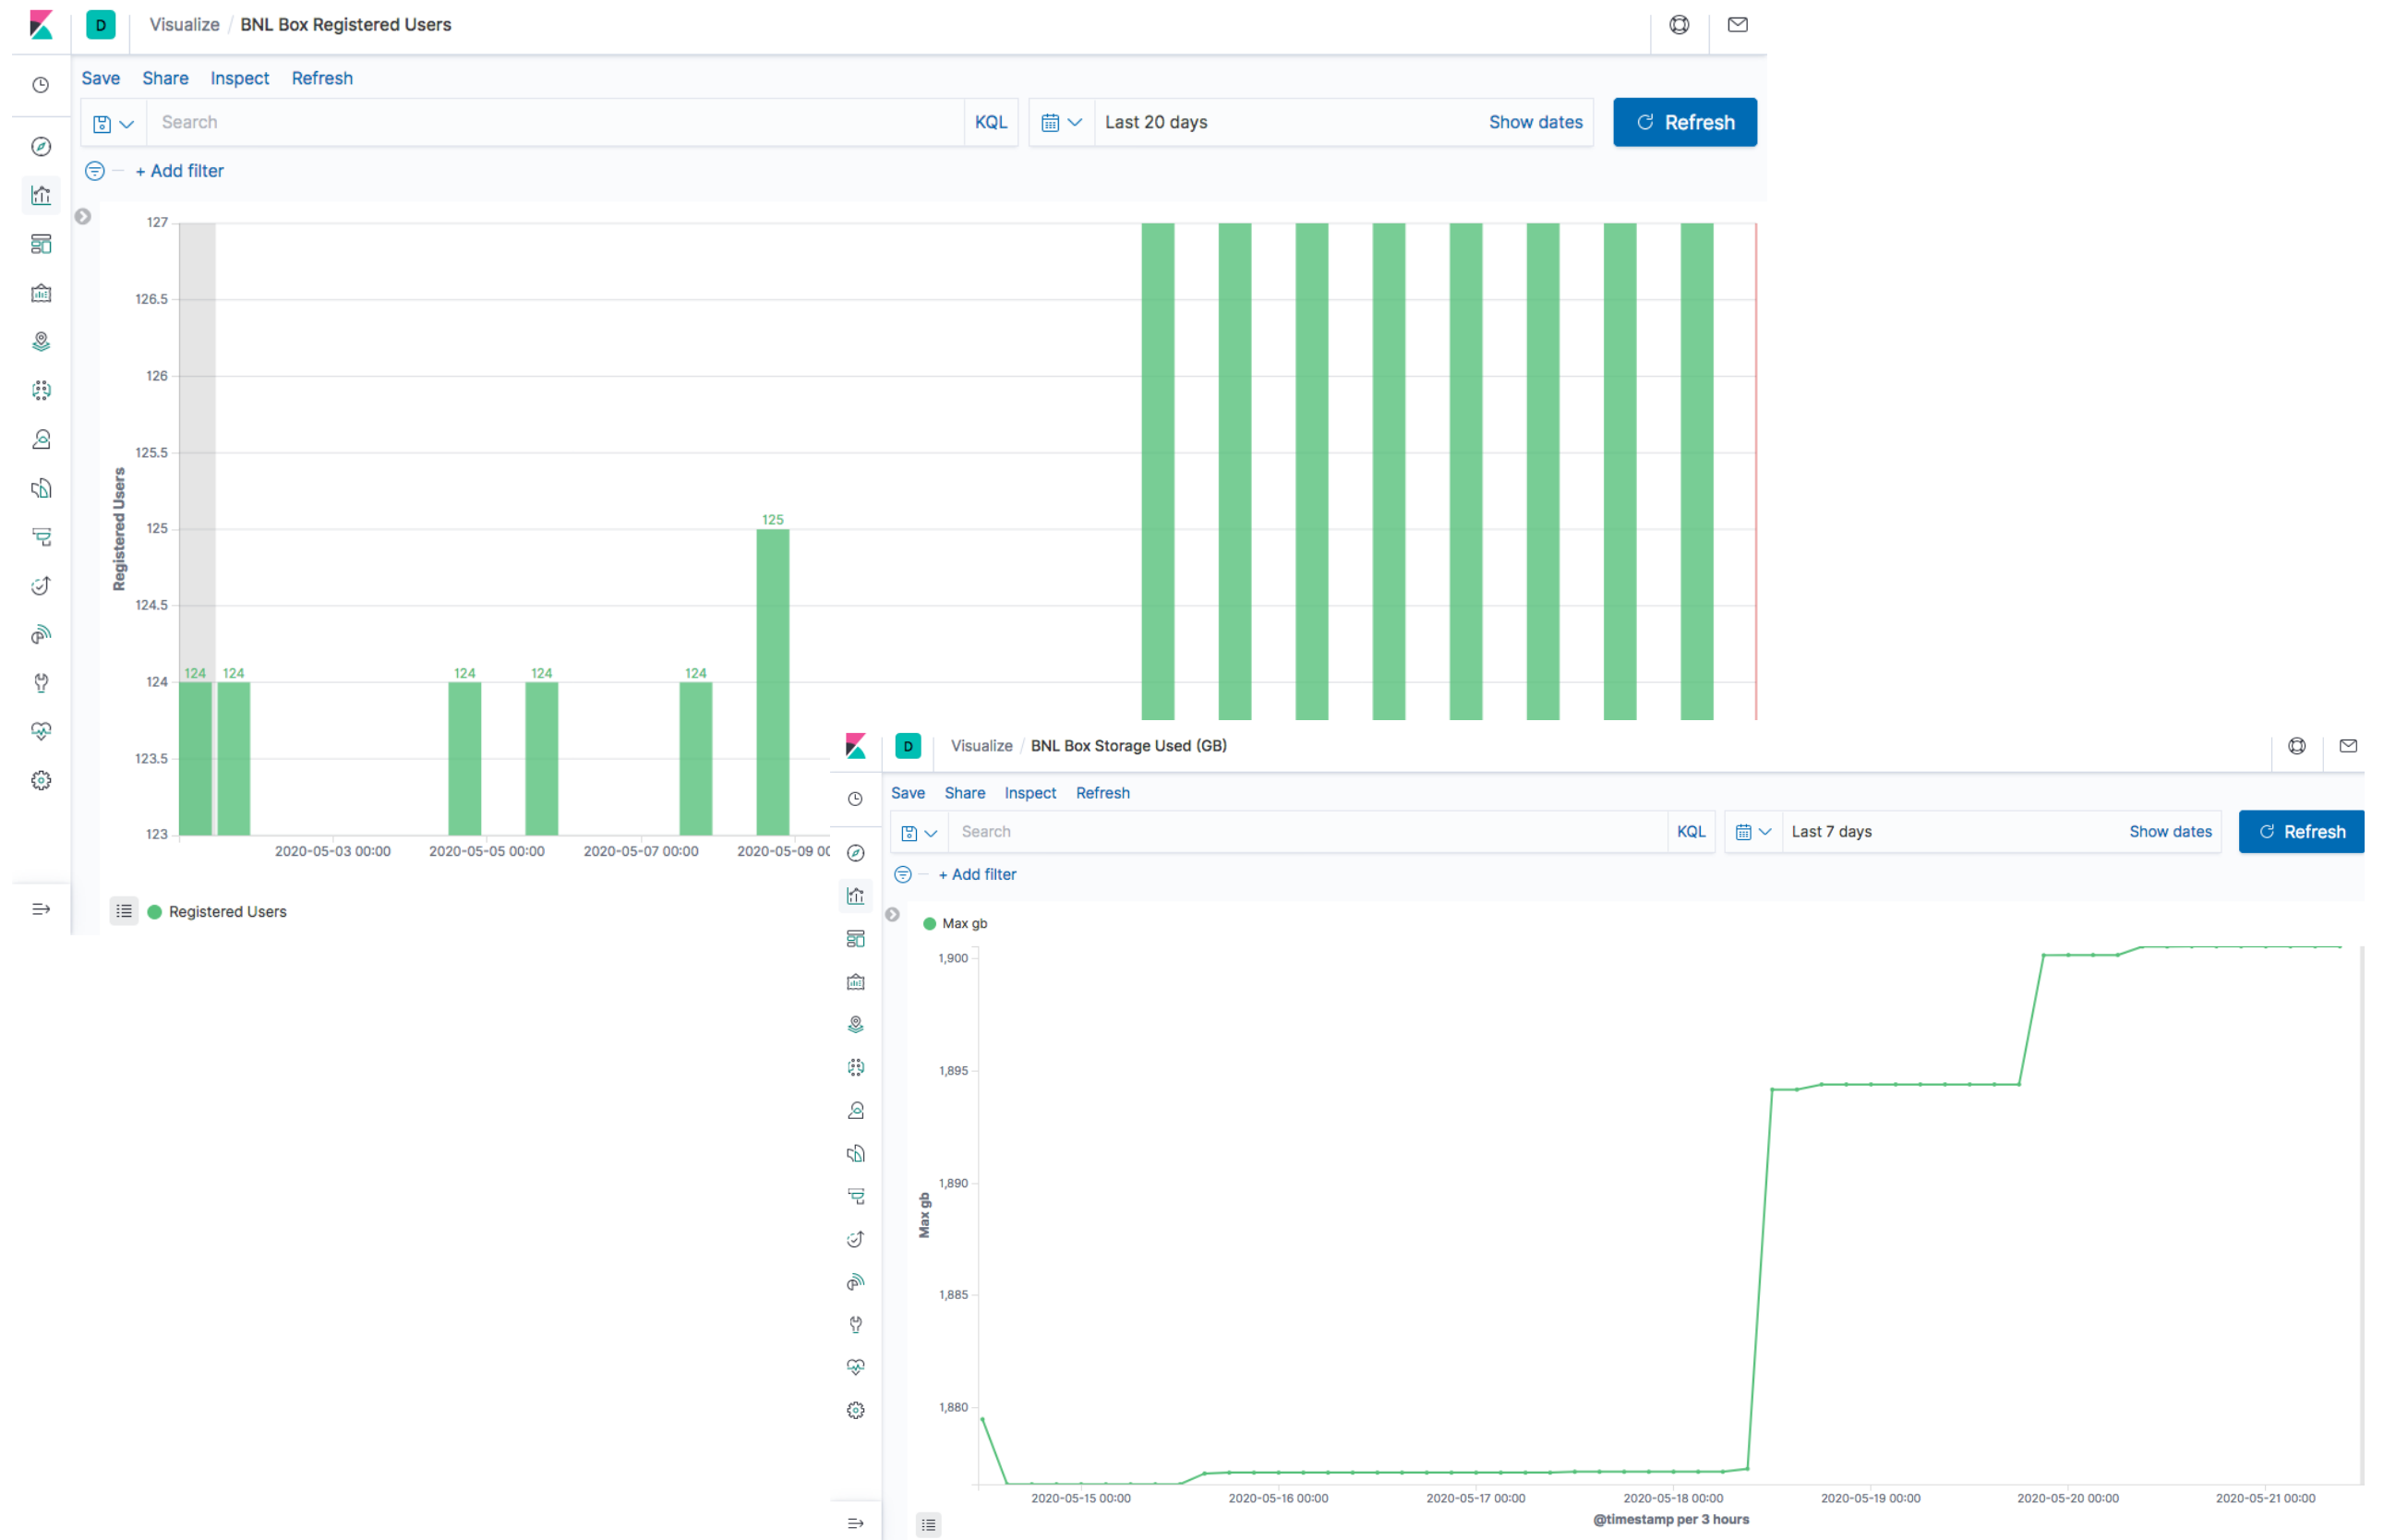 D Visualize / BNL Box Registered Users
Save Share Inspect Refresh
Search KQL Last 20 days Show dates Refresh
+ Add filter
127
126.5
126
125.5
125
124.5
124
123.5
123
Registered Users
124 124 124 124 124 125
2020-05-03 00:00 2020-05-05 00:00 2020-05-07 00:00 2020-05-09 00
Registered Users
D Visualize / BNL Box Storage Used (GB)
Save Share Inspect Refresh
Search KQL Last 7 days Show dates Refresh
+ Add filter
Max gb
1,900
1,895
1,890
1,885
1,880
Max gb
2020-05-15 00:00 2020-05-16 00:00 2020-05-17 00:00 2020-05-18 00:00 2020-05-19 00:00 2020-05-20 00:00 2020-05-21 00:00
@timestamp per 3 hours